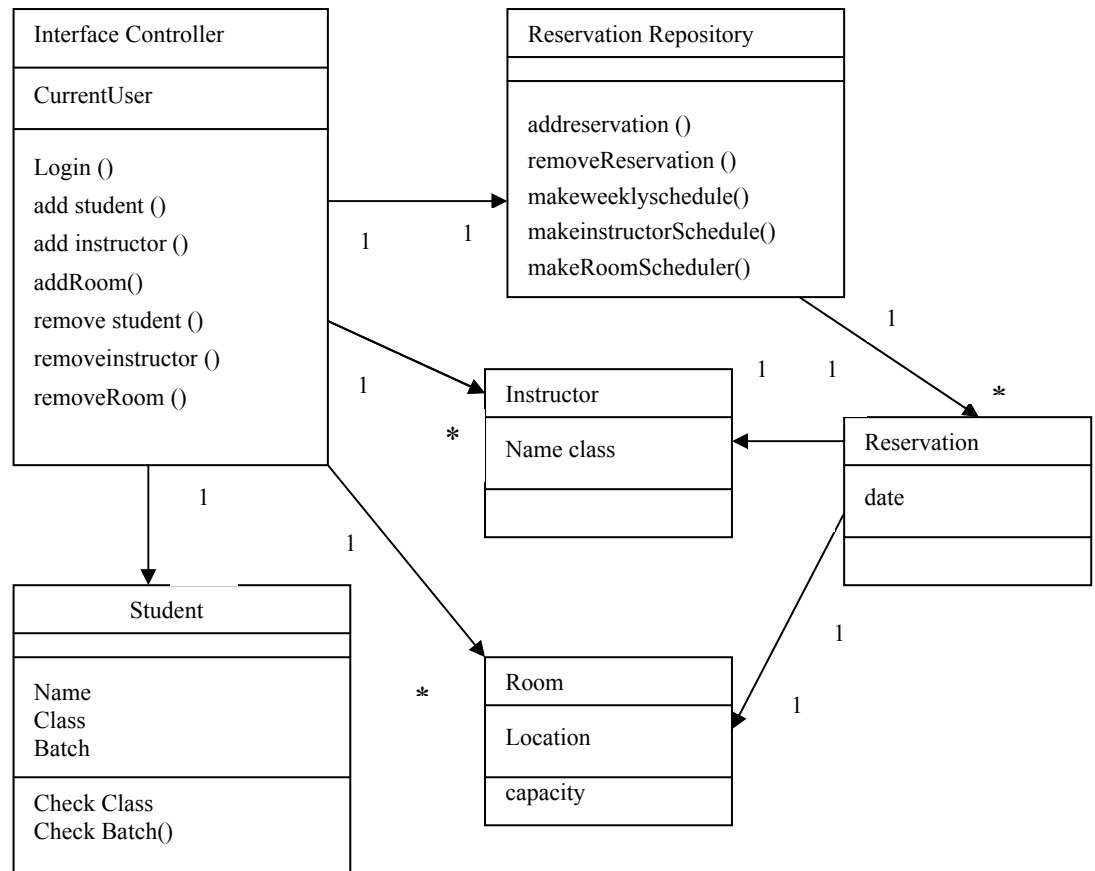 Interface Controller
CurrentUser
Login ()
add student ()
add instructor ()
addRoom()
remove student ()
removeinstructor ()
removeRoom ()
Reservation Repository
addreservation ()
removeReservation ()
makeweeklyschedule()
makeinstructorSchedule()
makeRoomScheduler()
1
1
1
*
1
1
1
*
Instructor
Name class
Reservation
date
1
1
*
1
1
Student
Name
Class
Batch
Check Class
Check Batch()
Room
Location
capacity